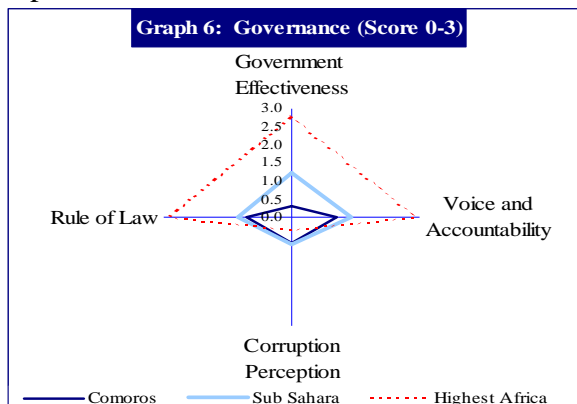 Graph 6: Governance (Score 0-3)
Government
Effectiveness
3.0
2.5
2.0
1.5
1.0
0.5
0.0
Rule of Law
Voice and
Accountability
Corruption
Perception
Comoros
Sub Sahara
Highest Africa